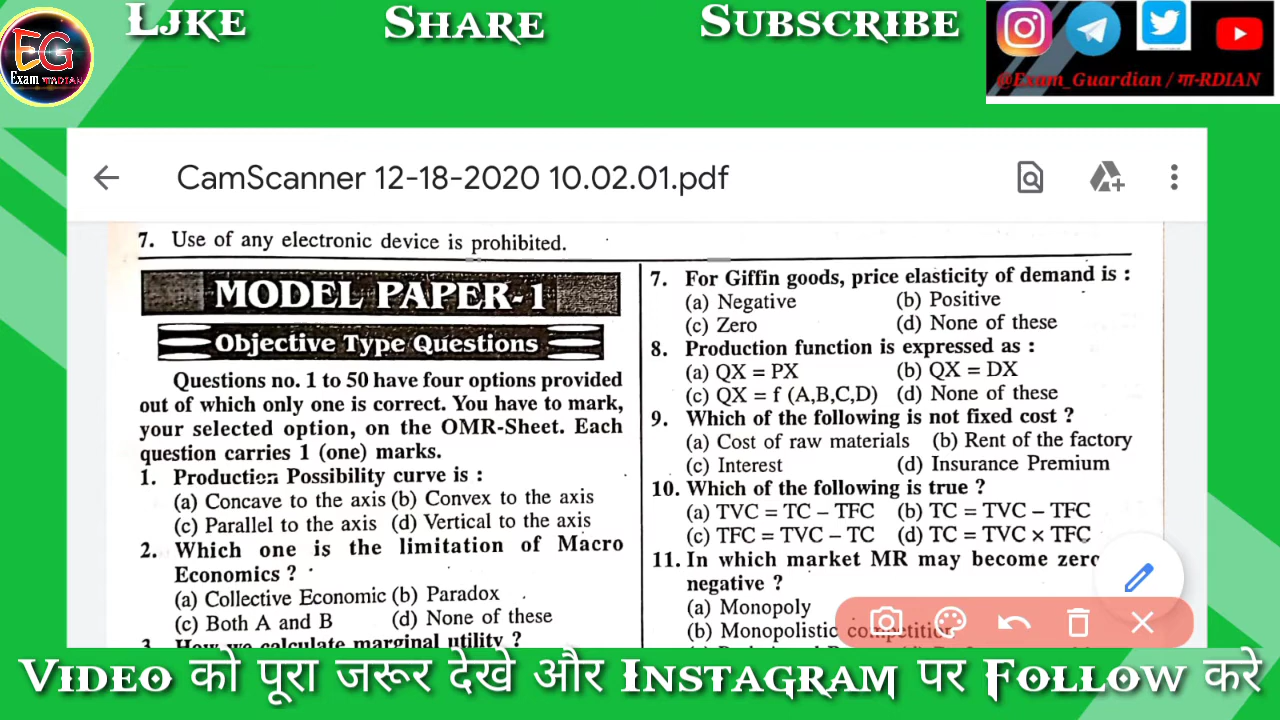 LJKE
SHARE
SUBSCRIBE
EG
Exam गार्DIAN
@Exam_Guardian / गा-RDIAN
CamScanner 12-18-2020 10.02.01.pdf
7. Use of any electronic device is prohibited.
MODEL PAPER-1
Objective Type Questions
Questions no. 1 to 50 have four options provided
out of which only one is correct. You have to mark,
your selected option, on the OMR-Sheet. Each
question carries 1 (one) marks.
1. Production Possibility curve is :
(a) Concave to the axis (b) Convex to the axis
(c) Parallel to the axis (d) Vertical to the axis
2. Which one is the limitation of Macro
Economics ?
(a) Collective Economic (b) Paradox
(c) Both A and B (d) None of these
3. How we calculate marginal utility ?
7. For Giffin goods, price elasticity of demand is :
(a) Negative (b) Positive
(c) Zero (d) None of these
8. Production function is expressed as :
(a) QX = PX (b) QX = DX
(c) QX = f (A,B,C,D) (d) None of these
9. Which of the following is not fixed cost ?
(a) Cost of raw materials (b) Rent of the factory
(c) Interest (d) Insurance Premium
10. Which of the following is true ?
(a) TVC = TC – TFC (b) TC = TVC – TFC
(c) TFC = TVC – TC (d) TC = TVC × TFC
11. In which market MR may become zero
negative ?
(a) Monopoly
(b) Monopolistic competition
VIDEO को पूरा जरूर देखे और INSTAGRAM पर FOLLOW करे